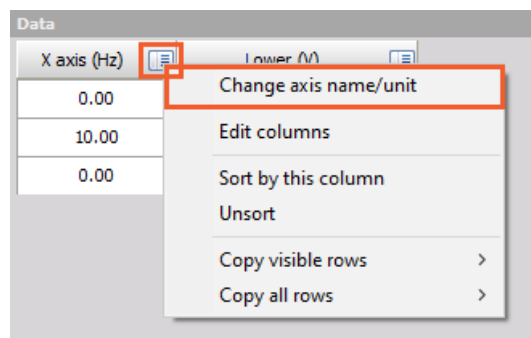 Data
X axis (Hz) Lower (V)
0.00
10.00
0.00
Change axis name/unit
Edit columns
Sort by this column
Unsort
Copy visible rows
Copy all rows